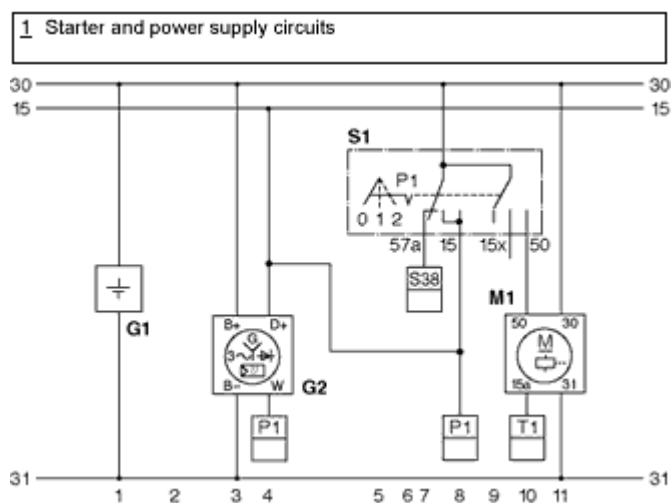 1 Starter and power supply circuits
30 30
15 15
S1
P1
0 1 2
57a 15 15x 50
S38
M1
G1
B+ D+
G
3
B- W
G2
50 30
M
15a 31
P1 P1 T1
31 31
1 2 3 4 5 6 7 8 9 10 11